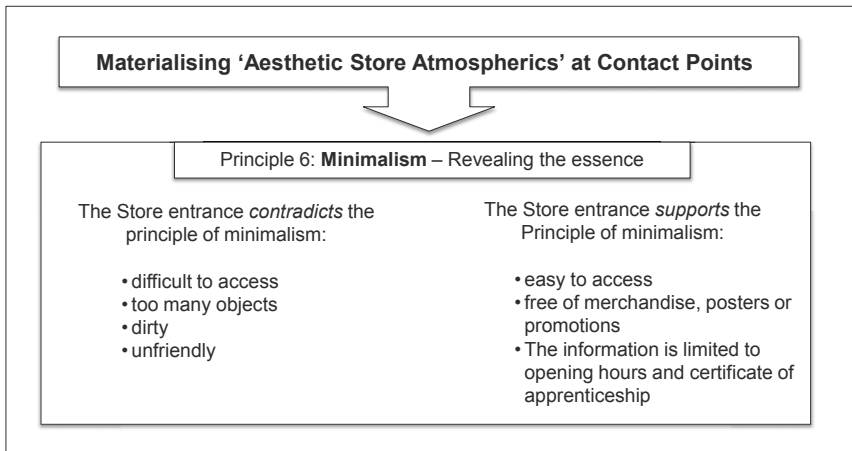 Materialising ‘Aesthetic Store Atmospherics’ at Contact Points
Principle 6: Minimalism – Revealing the essence
The Store entrance contradicts the
principle of minimalism:
• difficult to access
• too many objects
• dirty
• unfriendly
The Store entrance supports the
Principle of minimalism:
• easy to access
• free of merchandise, posters or
promotions
• The information is limited to
opening hours and certificate of
apprenticeship